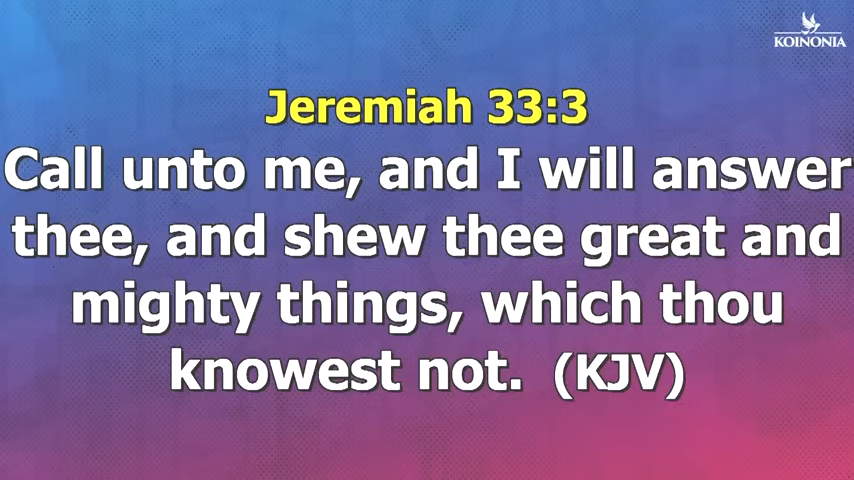 KOINONIA
Jeremiah 33:3
Call unto me, and I will answer
thee, and shew thee great and
mighty things, which thou
knowest not. (KJV)